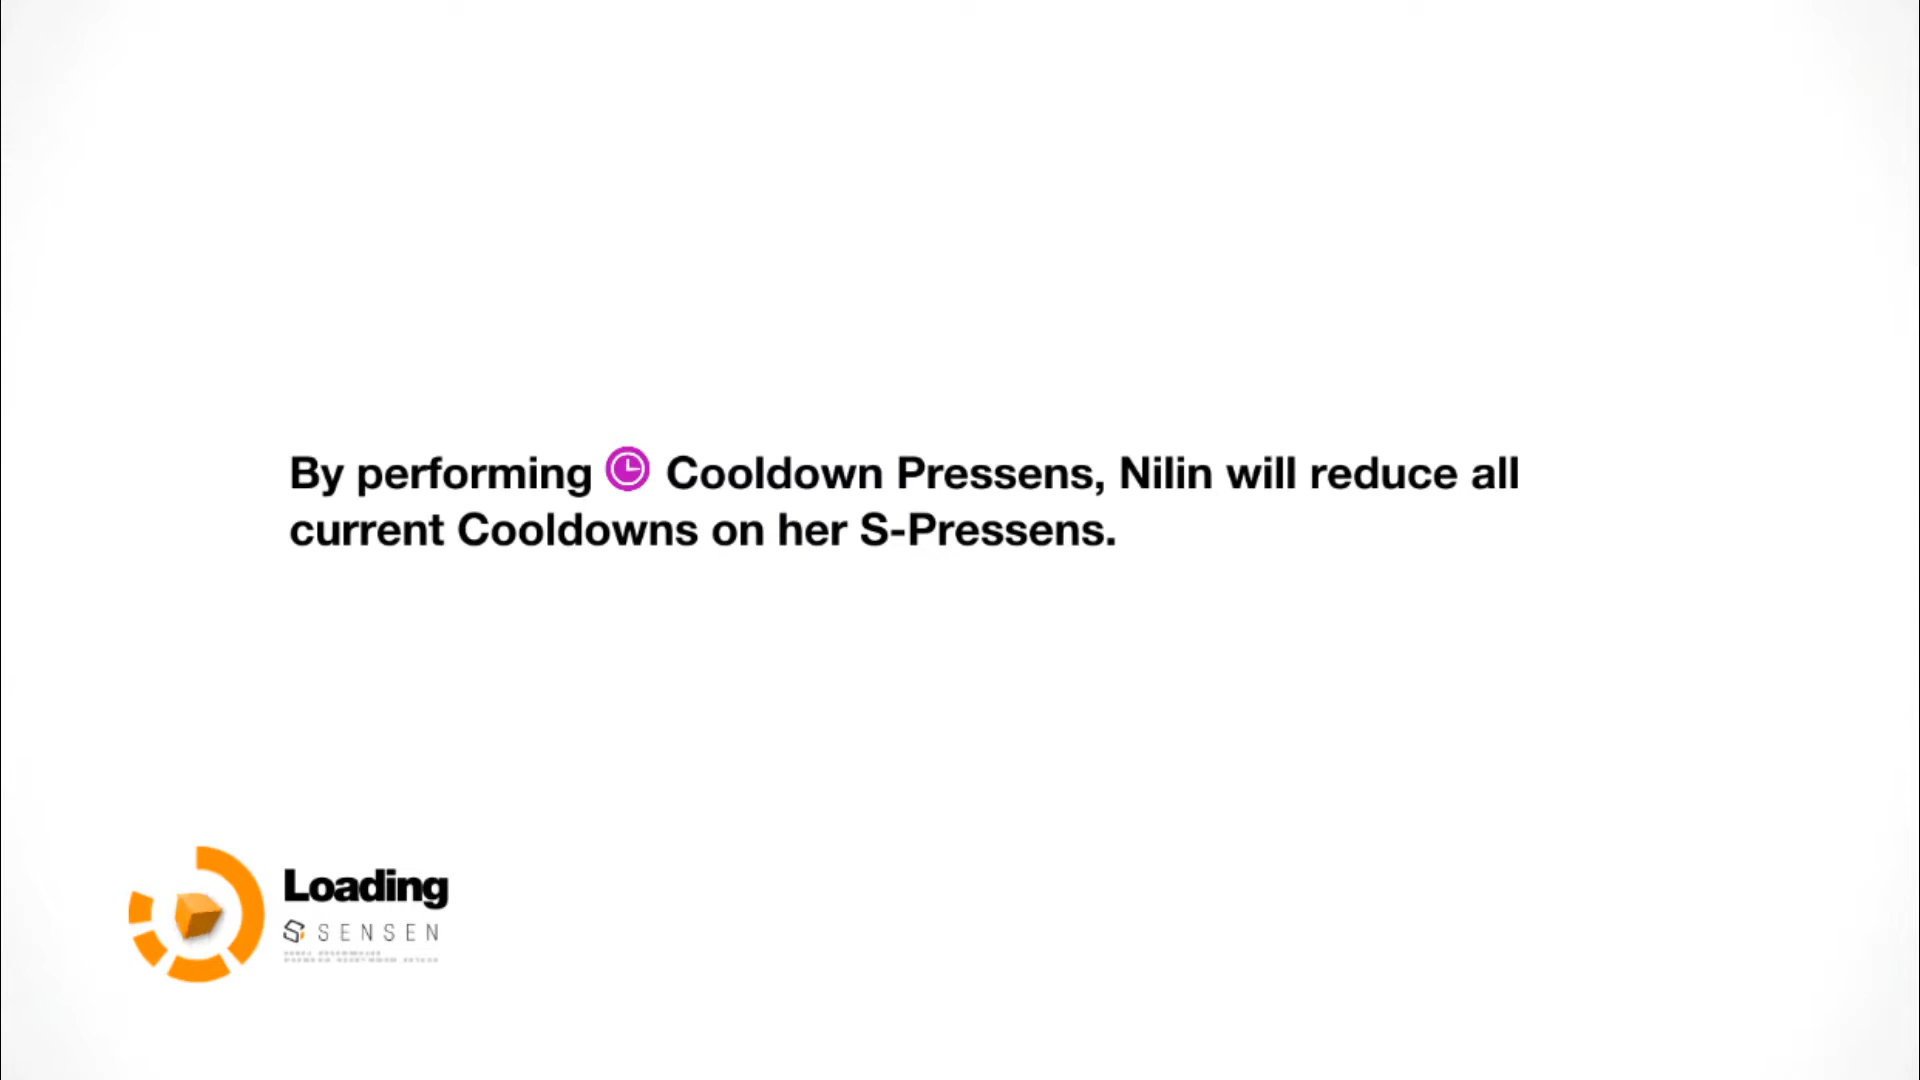 By performing Cooldown Pressens, Nilin will reduce all
current Cooldowns on her S-Pressens.
Loading
SENSEN